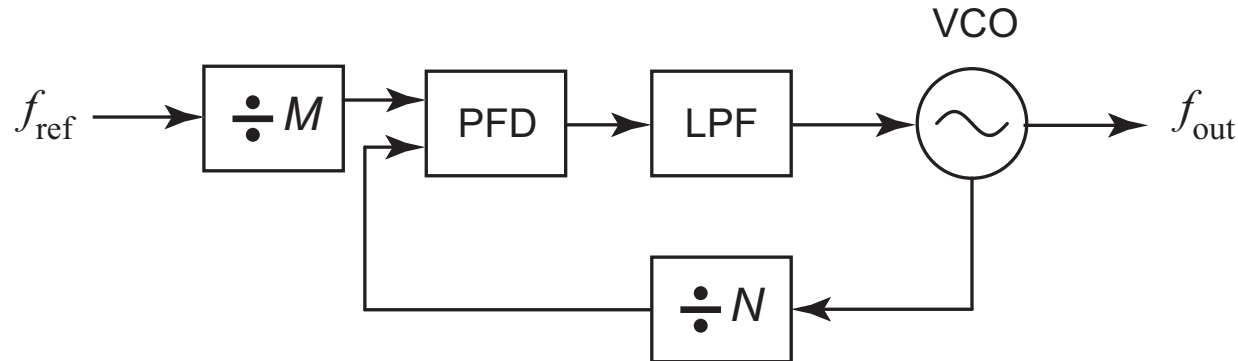 VCO
f_ref
÷ M
PFD
LPF
f_out
÷ N